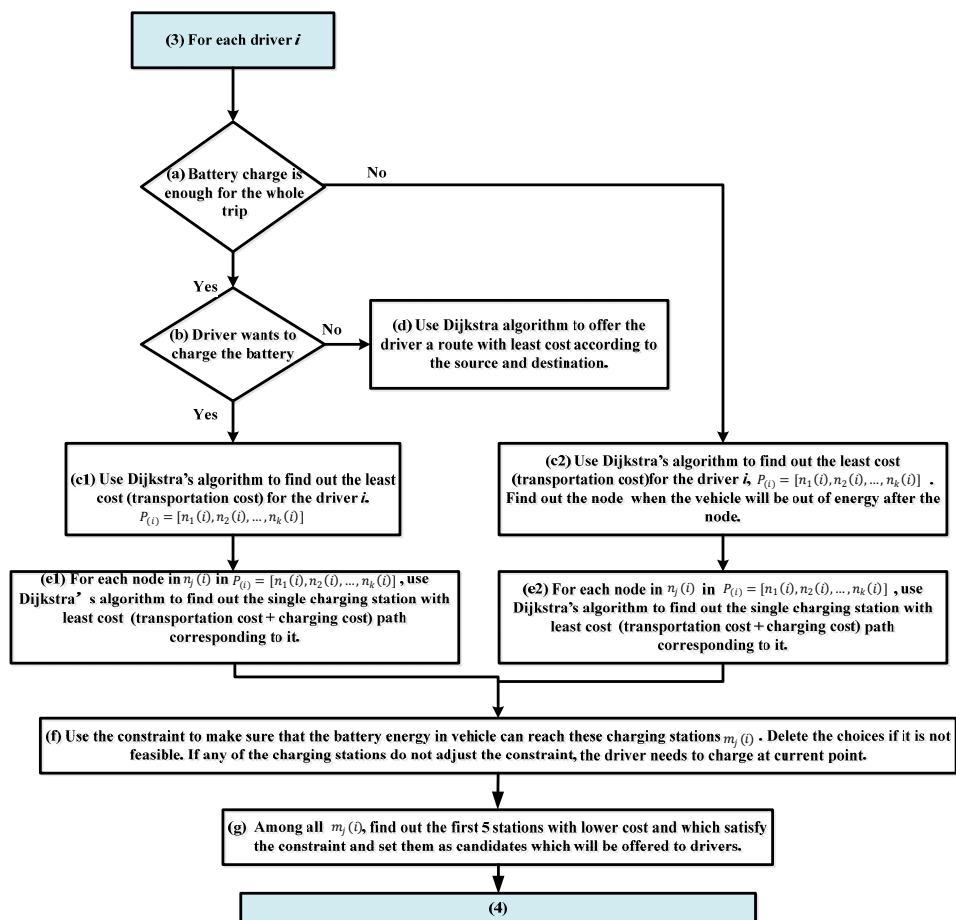 (3) For each driver i
(a) Battery charge is
enough for the whole
trip
No
Yes
(b) Driver wants to
charge the battery
No
(d) Use Dijkstra algorithm to offer the
driver a route with least cost according to
the source and destination.
Yes
(c1) Use Dijkstra's algorithm to find out the least
cost (transportation cost) for the driver i.
P(i) = [n1(i), n2(i), ..., nk(i)]
(c2) Use Dijkstra's algorithm to find out the least cost
(transportation cost)for the driver i, P(i) = [n1(i), n2(i), ..., nk(i)] .
Find out the node when the vehicle will be out of energy after the
node.
(e1) For each node in nj(i) in P(i) = [n1(i), n2(i), ..., nk(i)] , use
Dijkstra's algorithm to find out the single charging station with
least cost (transportation cost + charging cost) path
corresponding to it.
(e2) For each node in nj(i) in P(i) = [n1(i), n2(i), ..., nk(i)] , use
Dijkstra's algorithm to find out the single charging station with
least cost (transportation cost + charging cost) path
corresponding to it.
(f) Use the constraint to make sure that the battery energy in vehicle can reach these charging stations mj(i) . Delete the choices if it is not
feasible. If any of the charging stations do not adjust the constraint, the driver needs to charge at current point.
(g) Among all mj(i), find out the first 5 stations with lower cost and which satisfy
the constraint and set them as candidates which will be offered to drivers.
(4)